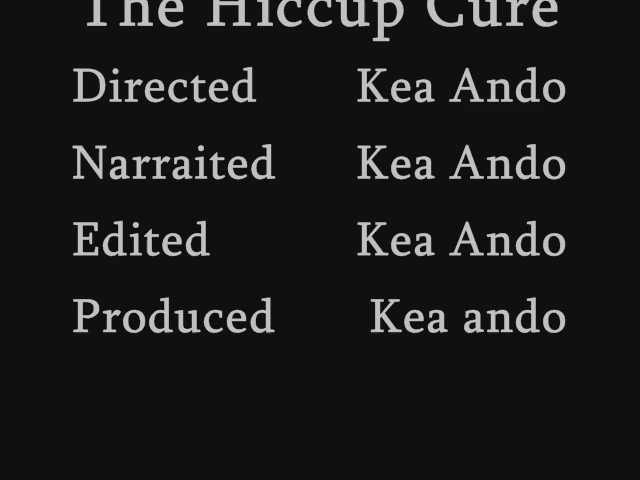 The Hiccup Cure
Directed Kea Ando
Narraited Kea Ando
Edited Kea Ando
Produced Kea ando